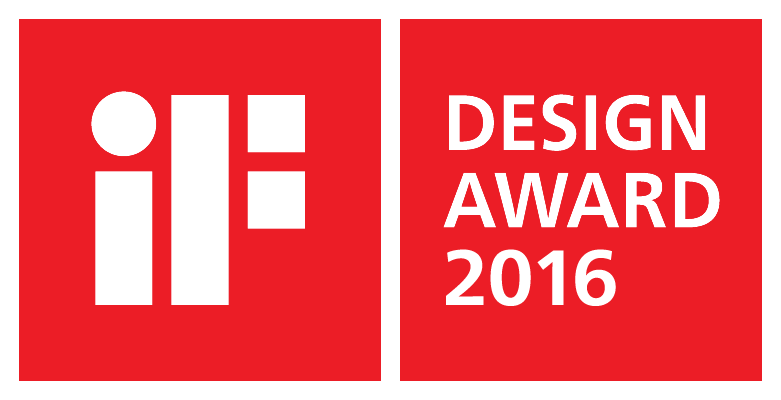 iF
DESIGN
AWARD
2016